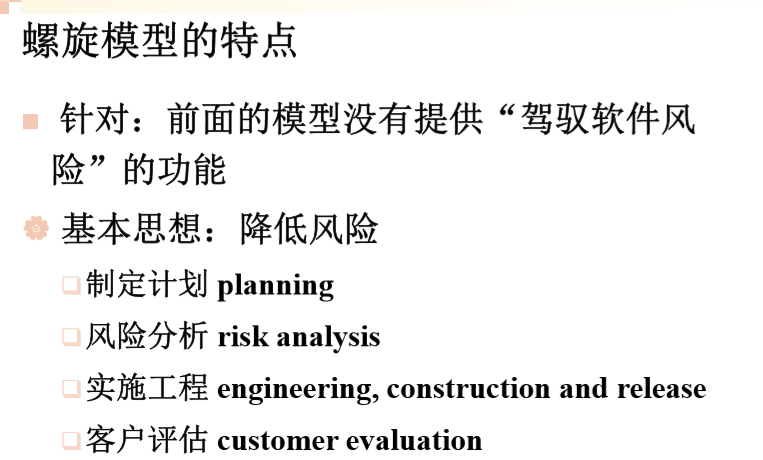 螺旋模型的特点
针对：前面的模型没有提供“驾驭软件风
险”的功能
基本思想：降低风险
制定计划 planning
风险分析 risk analysis
实施工程 engineering, construction and release
客户评估 customer evaluation